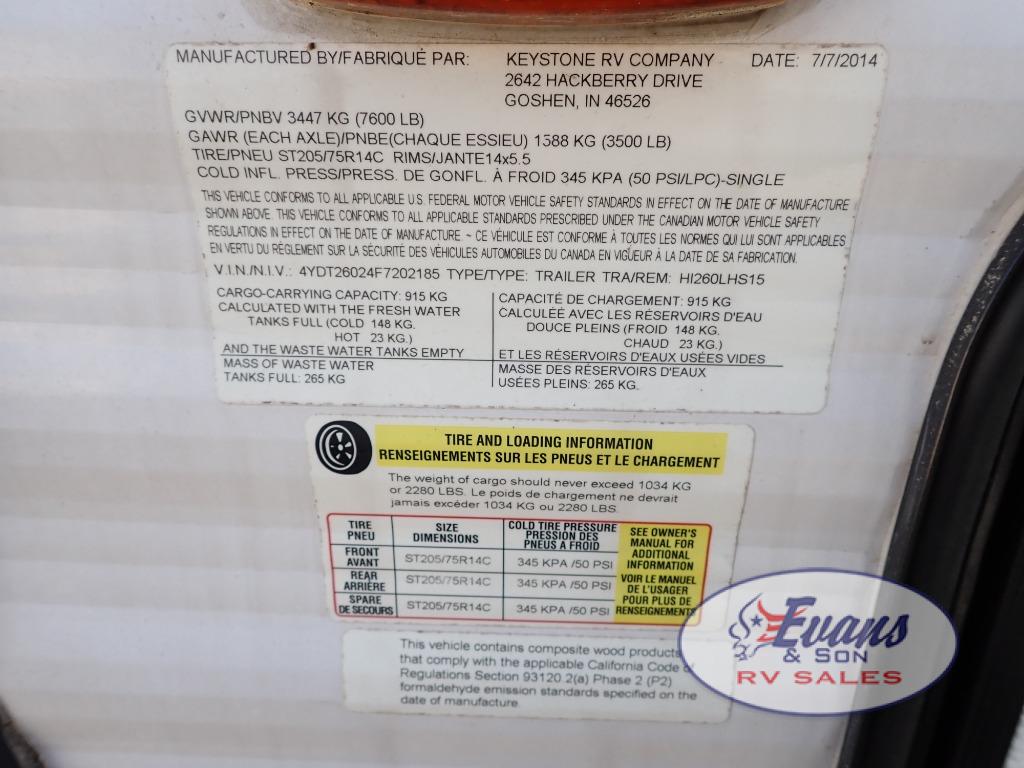 MANUFACTURED BY/FABRIQUÉ PAR: KEYSTONE RV COMPANY DATE: 7/7/2014
2642 HACKBERRY DRIVE
GOSHEN, IN 46526
GVWR/PNBV 3447 KG (7600 LB)
GAWR (EACH AXLE)/PNBE(CHAQUE ESSIEU) 1588 KG (3500 LB)
TIRE/PNEU ST205/75R14C RIMS/JANTE14x5.5
COLD INFL. PRESS/PRESS. DE GONFL. À FROID 345 KPA (50 PSI/LPC)-SINGLE
THIS VEHICLE CONFORMS TO ALL APPLICABLE U.S. FEDERAL MOTOR VEHICLE SAFETY STANDARDS IN EFFECT ON THE DATE OF MANUFACTURE
SHOWN ABOVE. THIS VEHICLE CONFORMS TO ALL APPLICABLE STANDARDS PRESCRIBED UNDER THE CANADIAN MOTOR VEHICLE SAFETY
REGULATIONS IN EFFECT ON THE DATE OF MANUFACTURE ~ CE VÉHICULE EST CONFORME À TOUTES LES NORMES QUI LUI SONT APPLICABLES
EN VERTU DU RÈGLEMENT SUR LA SÉCURITÉ DES VÉHICULES AUTOMOBILES DU CANADA EN VIGUEUR À LA DATE DE SA FABRICATION.
V.I.N./N.I.V.: 4YDT26024F7202185 TYPE/TYPE: TRAILER TRA/REM: HI260LHS15
CARGO-CARRYING CAPACITY: 915 KG
CALCULATED WITH THE FRESH WATER
TANKS FULL (COLD 148 KG.
HOT 23 KG.)
AND THE WASTE WATER TANKS EMPTY
MASS OF WASTE WATER
TANKS FULL: 265 KG
CAPACITÉ DE CHARGEMENT: 915 KG
CALCULÉE AVEC LES RÉSERVOIRS D'EAU
DOUCE PLEINS (FROID 148 KG.
CHAUD 23 KG.)
ET LES RÉSERVOIRS D'EAUX USÉES VIDES
MASSE DES RÉSERVOIRS D'EAUX
USÉES PLEINS: 265 KG.
TIRE AND LOADING INFORMATION
RENSEIGNEMENTS SUR LES PNEUS ET LE CHARGEMENT
The weight of cargo should never exceed 1034 KG
or 2280 LBS. Le poids de chargement ne devrait
jamais excéder 1034 KG ou 2280 LBS.
TIRE
PNEU
SIZE
DIMENSIONS
COLD TIRE PRESSURE
PRESSION DES
PNEUS A FROID
FRONT
AVANT
ST205/75R14C 345 KPA /50 PSI
REAR
ARRIÈRE
ST205/75R14C 345 KPA /50 PSI
SPARE
DE SECOURS
ST205/75R14C 345 KPA /50 PSI
SEE OWNER'S
MANUAL FOR
ADDITIONAL
INFORMATION
VOIR LE MANUEL
DE L'USAGER
POUR PLUS DE
RENSEIGNEMENTS
This vehicle contains composite wood products
that comply with the applicable California Code of
Regulations Section 93120.2(a) Phase 2 (P2)
formaldehyde emission standards specified on the
date of manufacture.
Evans
& SON
RV SALES